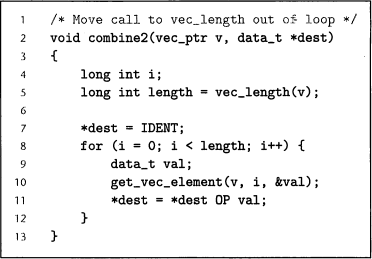 1 /* Move call to vec_length out of loop */
2 void combine2(vec_ptr v, data_t *dest)
3 {
4     long int i;
5     long int length = vec_length(v);
6
7     *dest = IDENT;
8     for (i = 0; i < length; i++) {
9         data_t val;
10         get_vec_element(v, i, &val);
11         *dest = *dest OP val;
12     }
13 }